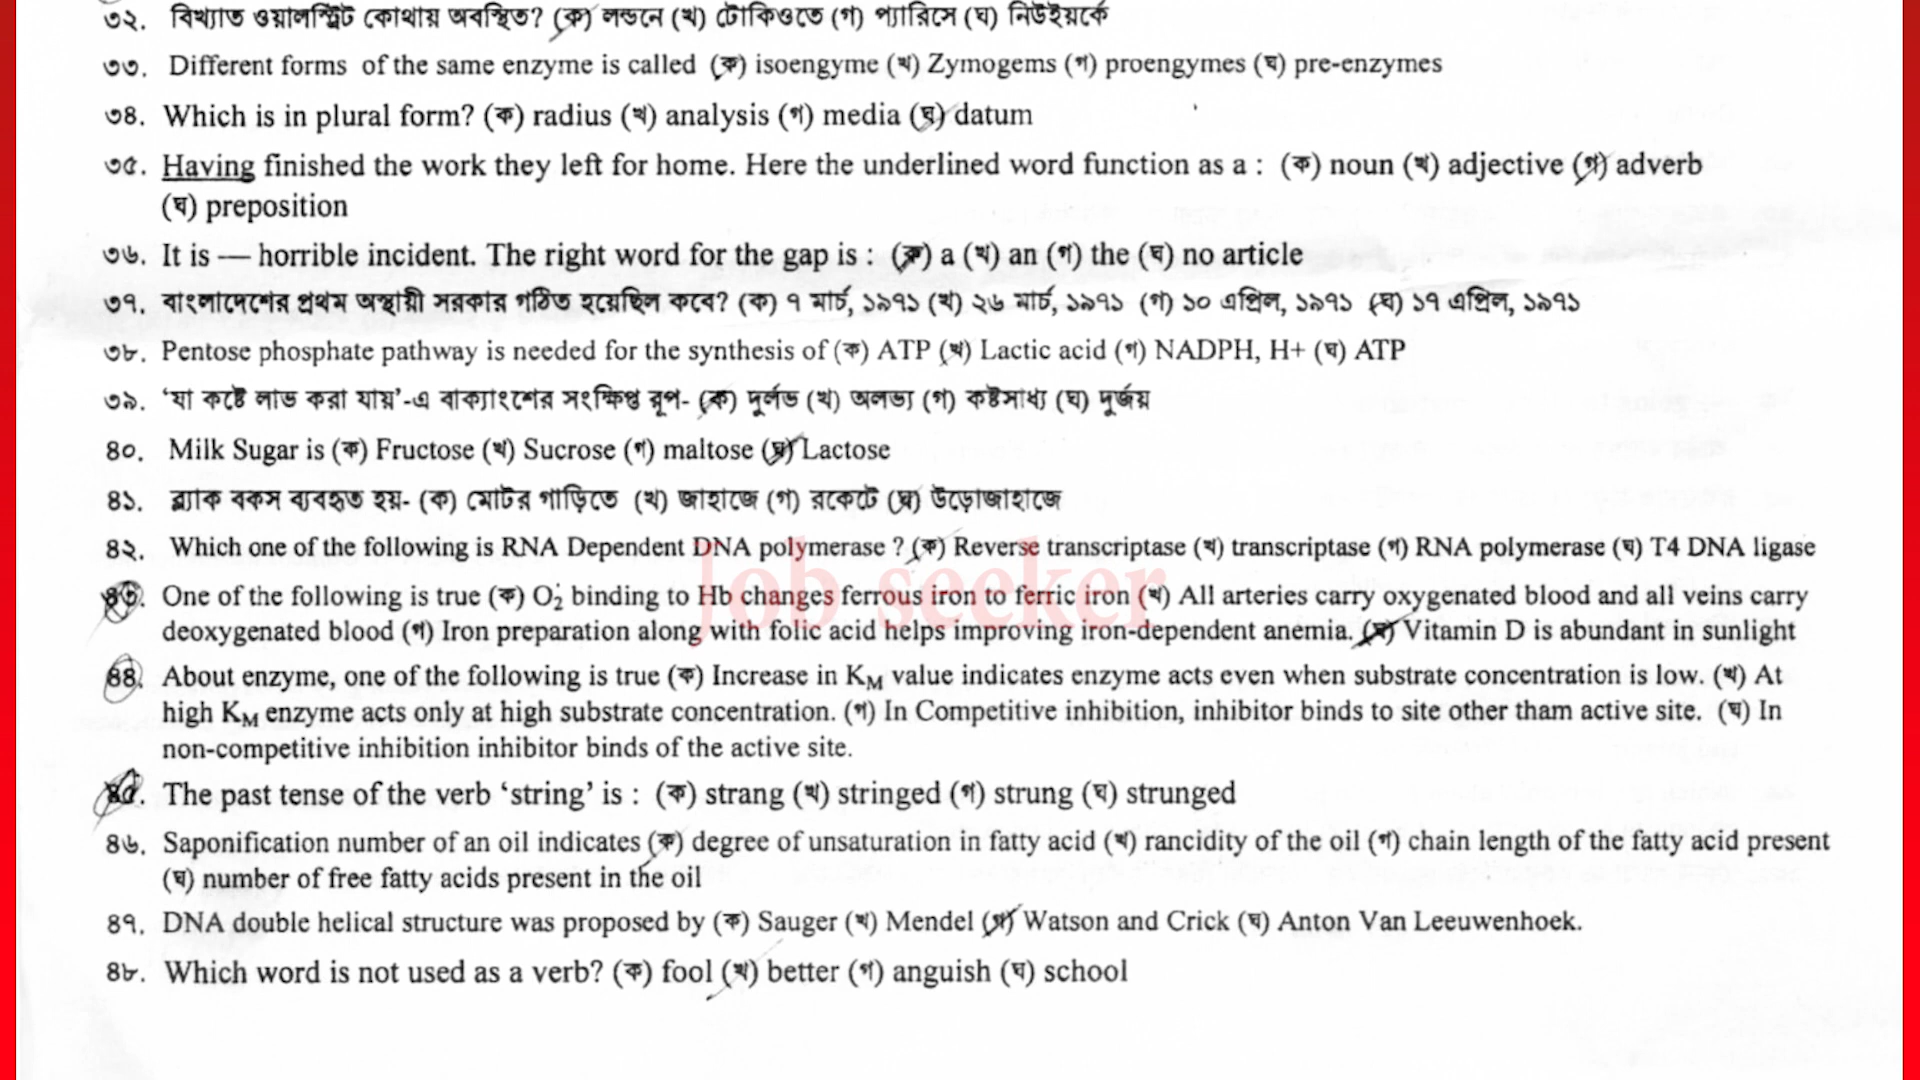 ৩২. বিখ্যাত ওয়ালস্ট্রিট কোথায় অবস্থিত? (ক) লন্ডনে (খ) টোকিওতে (গ) প্যারিসে (ঘ) নিউইয়র্কে
৩৩. Different forms of the same enzyme is called (ক) isoengyme (খ) Zymogems (গ) proengymes (ঘ) pre-enzymes
৩৪. Which is in plural form? (ক) radius (খ) analysis (গ) media (ঘ) datum
৩৫. Having finished the work they left for home. Here the underlined word function as a : (ক) noun (খ) adjective (গ) adverb
(ঘ) preposition
৩৬. It is — horrible incident. The right word for the gap is : (ক) a (খ) an (গ) the (ঘ) no article
৩৭. বাংলাদেশের প্রথম অস্থায়ী সরকার গঠিত হয়েছিল কবে? (ক) ৭ মার্চ, ১৯৭১ (খ) ২৬ মার্চ, ১৯৭১ (গ) ১০ এপ্রিল, ১৯৭১ (ঘ) ১৭ এপ্রিল, ১৯৭১
৩৮. Pentose phosphate pathway is needed for the synthesis of (ক) ATP (খ) Lactic acid (গ) NADPH, H+ (ঘ) ATP
৩৯. ‘যা কষ্টে লাভ করা যায়’-এ বাক্যাংশের সংক্ষিপ্ত রূপ- (ক) দুর্লভ (খ) অলভ্য (গ) কষ্টসাধ্য (ঘ) দুর্জয়
৪০. Milk Sugar is (ক) Fructose (খ) Sucrose (গ) maltose (ঘ) Lactose
৪১. ব্ল্যাক বকস ব্যবহৃত হয়- (ক) মোটর গাড়িতে (খ) জাহাজে (গ) রকেটে (ঘ) উড়োজাহাজে
৪২. Which one of the following is RNA Dependent DNA polymerase ? (ক) Reverse transcriptase (খ) transcriptase (গ) RNA polymerase (ঘ) T4 DNA ligase
Job seeker
৪৩. One of the following is true (ক) O₂ binding to Hb changes ferrous iron to ferric iron (খ) All arteries carry oxygenated blood and all veins carry
deoxygenated blood (গ) Iron preparation along with folic acid helps improving iron-dependent anemia. (ঘ) Vitamin D is abundant in sunlight
৪৪. About enzyme, one of the following is true (ক) Increase in K_M value indicates enzyme acts even when substrate concentration is low. (খ) At
high K_M enzyme acts only at high substrate concentration. (গ) In Competitive inhibition, inhibitor binds to site other tham active site. (ঘ) In
non-competitive inhibition inhibitor binds of the active site.
৪৫. The past tense of the verb ‘string’ is : (ক) strang (খ) stringed (গ) strung (ঘ) strunged
৪৬. Saponification number of an oil indicates (ক) degree of unsaturation in fatty acid (খ) rancidity of the oil (গ) chain length of the fatty acid present
(ঘ) number of free fatty acids present in the oil
৪৭. DNA double helical structure was proposed by (ক) Sauger (খ) Mendel (গ) Watson and Crick (ঘ) Anton Van Leeuwenhoek.
৪৮. Which word is not used as a verb? (ক) fool (খ) better (গ) anguish (ঘ) school